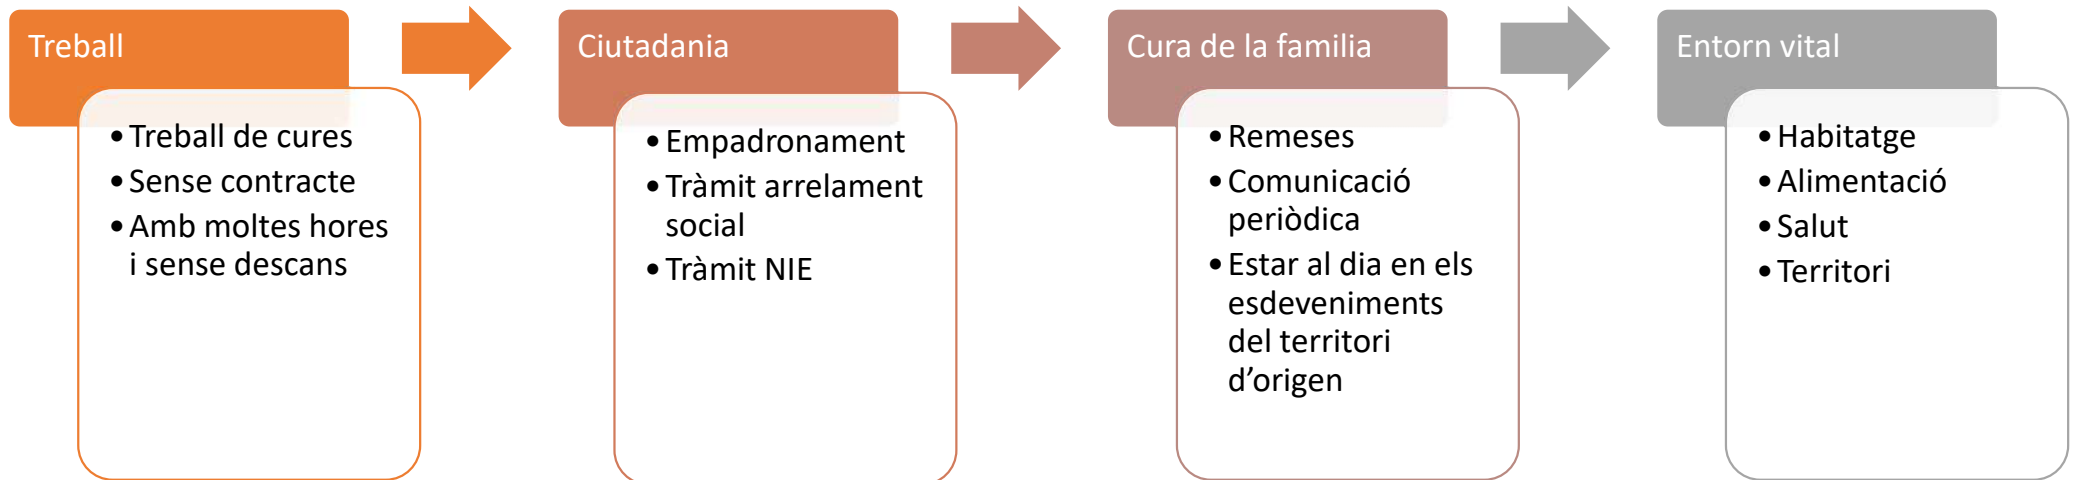 Treball
• Treball de cures
• Sense contracte
• Amb moltes hores
i sense descans
Ciutadania
• Empadronament
• Tràmit arrelament
social
• Tràmit NIE
Cura de la familia
• Remeses
• Comunicació
periòdica
• Estar al dia en els
esdeveniments
del territori
d’origen
Entorn vital
• Habitatge
• Alimentació
• Salut
• Territori